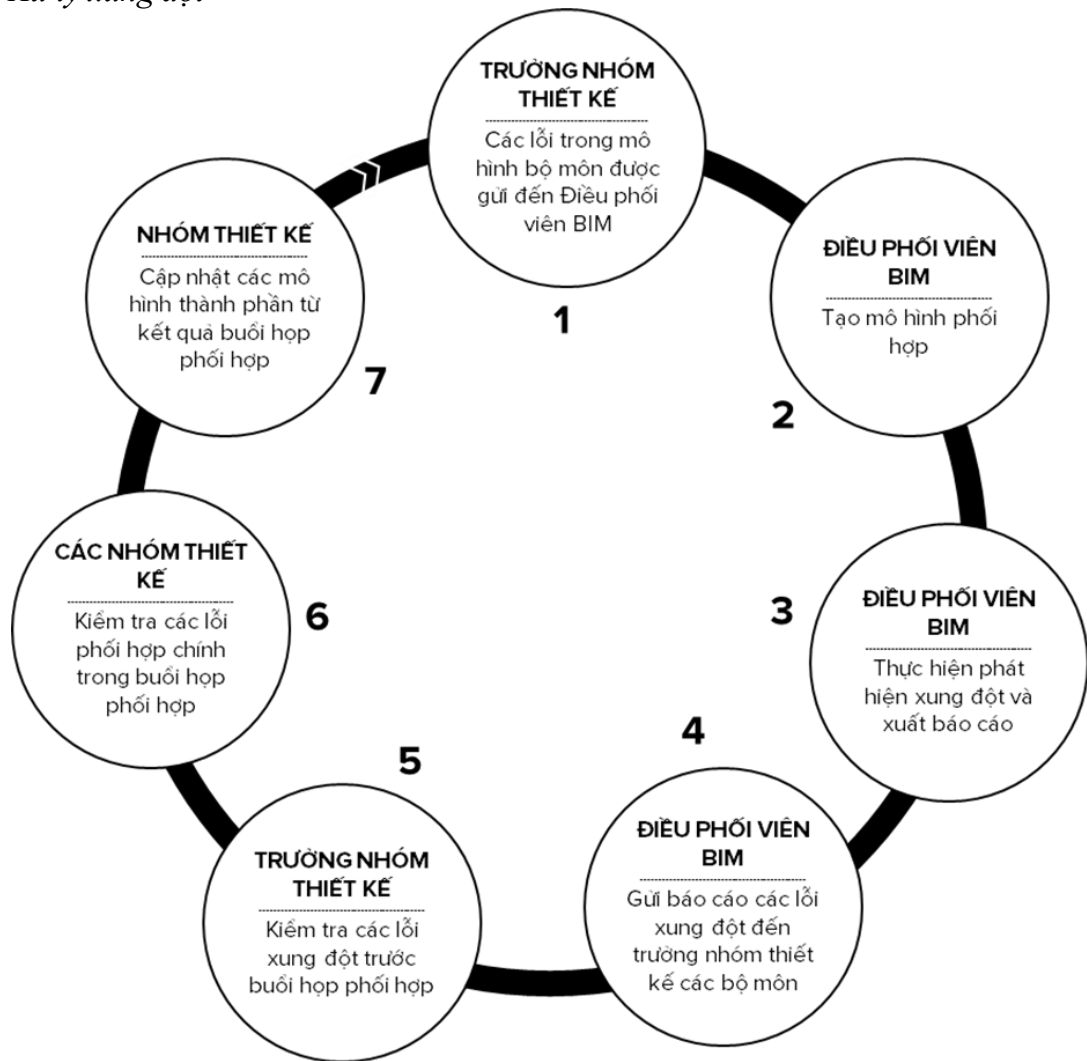 TRƯỜNG NHÓM
THIẾT KẾ
Các lỗi trong mô
hình bộ môn được
gửi đến Điều phối
viên BIM
1
ĐIỀU PHỐI VIÊN
BIM
Tạo mô hình phối
hợp
2
ĐIỀU PHỐI VIÊN
BIM
Thực hiện phát
hiện xung đột và
xuất báo cáo
3
ĐIỀU PHỐI VIÊN
BIM
Gửi báo cáo các lỗi
xung đột đến
trường nhóm thiết
kế các bộ môn
4
TRƯỜNG NHÓM
THIẾT KẾ
Kiểm tra các lỗi
xung đột trước
buổi họp phối hợp
5
CÁC NHÓM THIẾT
KẾ
Kiểm tra các lỗi
phối hợp chính
trong buổi họp
phối hợp
6
NHÓM THIẾT KẾ
Cập nhật các mô
hình thành phần từ
kết quả buổi họp
phối hợp
7